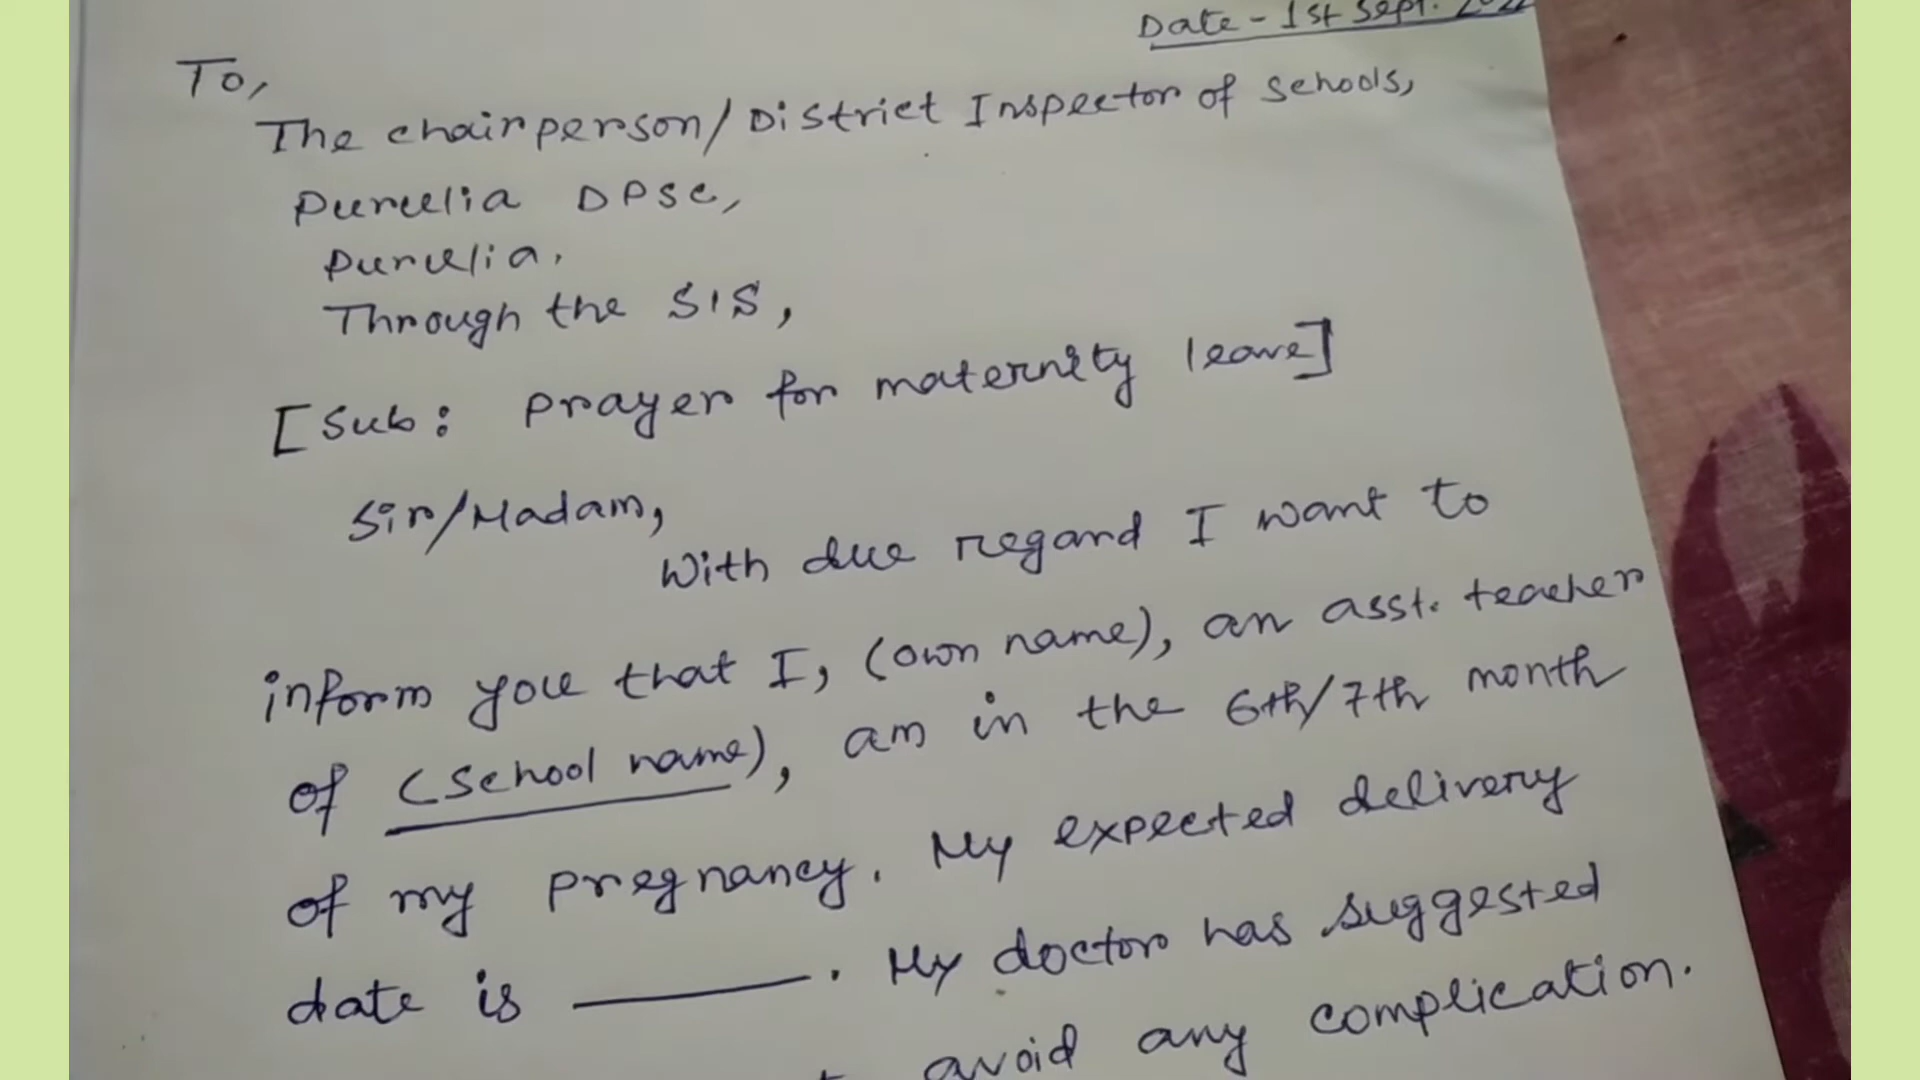 Date - 1st Sept. 2022
To,
The chairperson/District Inspector of schools,
Purulia DPSC,
Purulia.
Through the SIS,
[Sub: prayer for maternity leave]
Sir/Madam,
With due regard I want to
inform you that I, (own name), an asst. teacher
of (School name), am in the 6th/7th month
of my pregnancy. My expected delivery
date is ______. My doctor has suggested
avoid any complication.